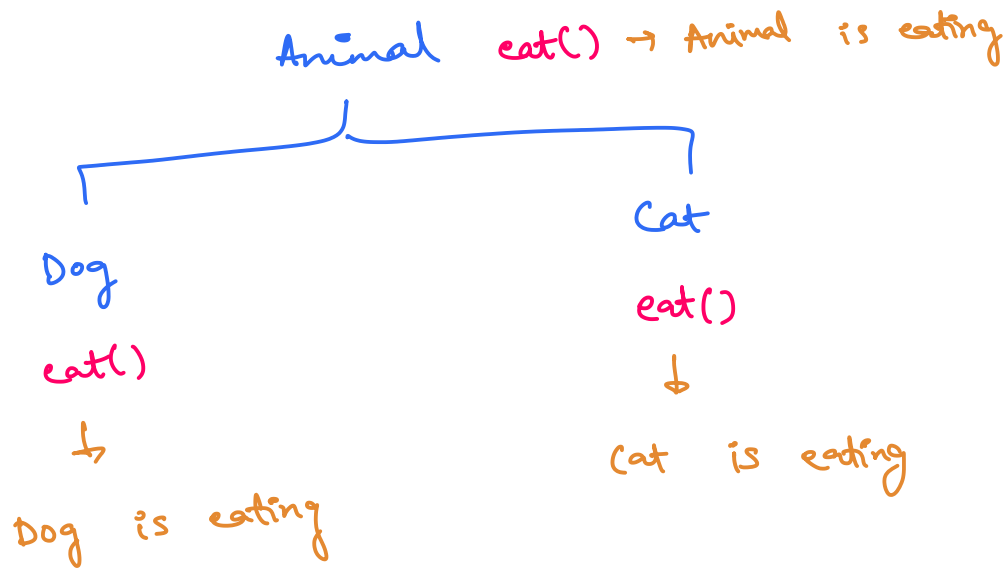 Animal eat() → Animal is eating
Dog
eat()
Dog is eating
Cat
eat()
Cat is eating